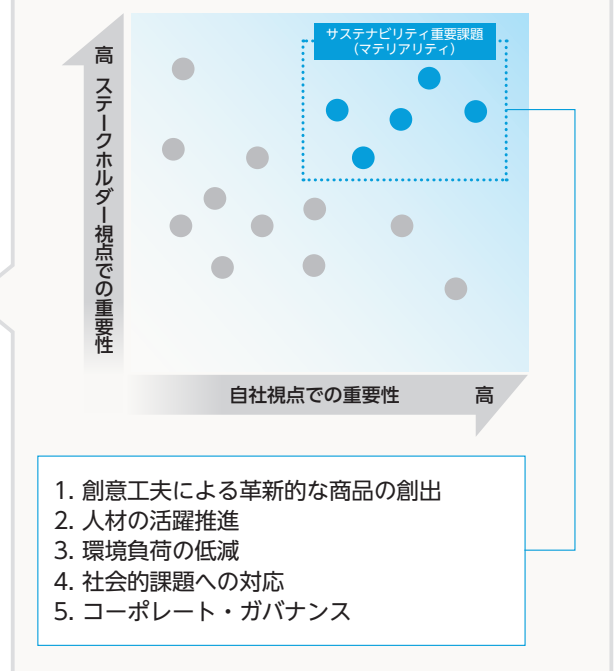 サステナビリティ重要課題
（マテリアリティ）
高
ステークホルダー視点での重要性
自社視点での重要性 高
1. 創意工夫による革新的な商品の創出
2. 人材の活躍推進
3. 環境負荷の低減
4. 社会的課題への対応
5. コーポレート・ガバナンス